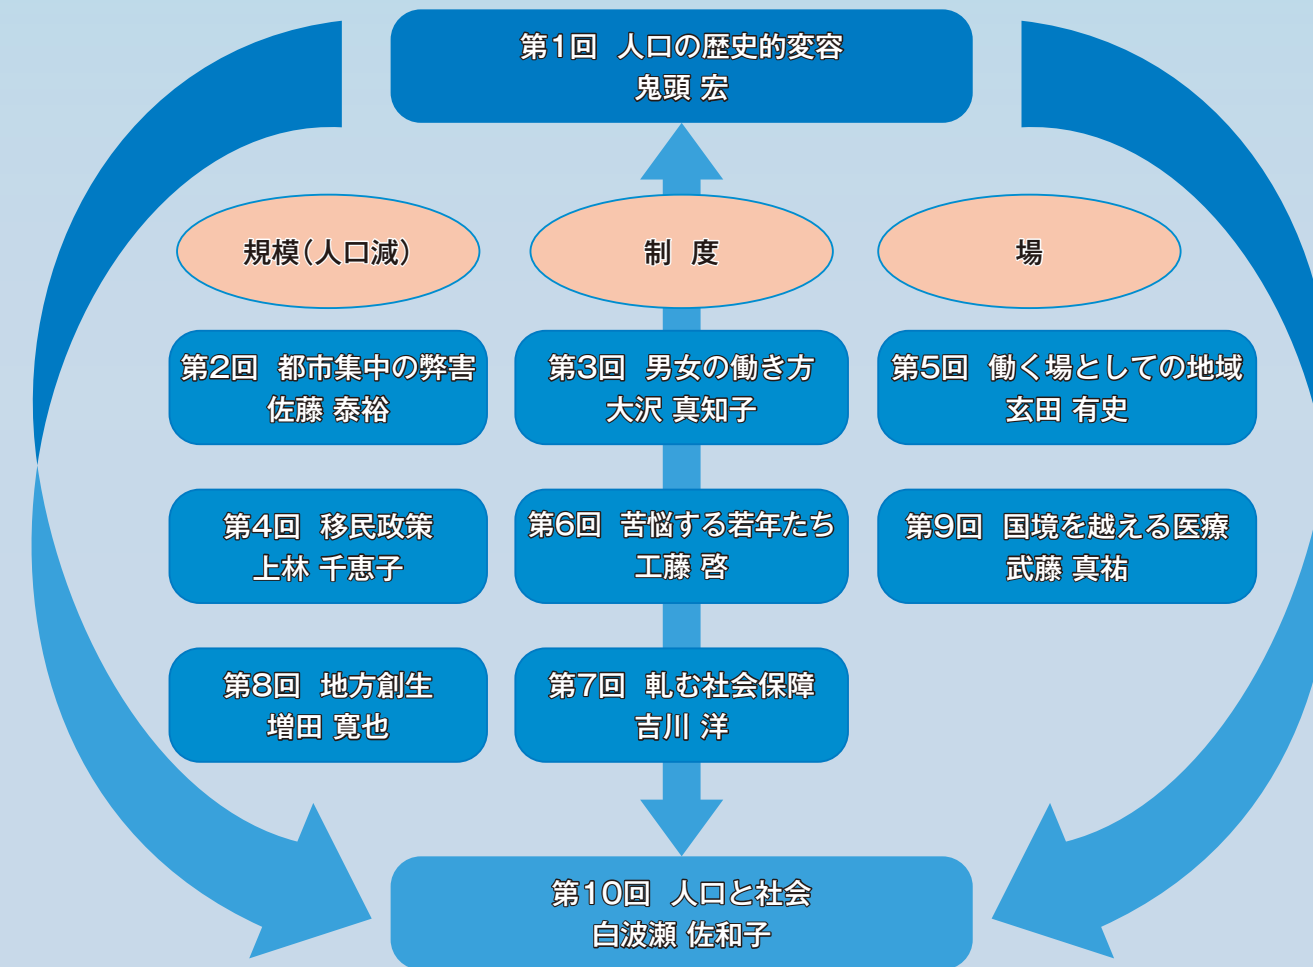 第1回 人口の歴史的変容
鬼頭 宏
規模（人口減）
制 度
場
第2回 都市集中の弊害
佐藤 泰裕
第3回 男女の働き方
大沢 真知子
第5回 働く場としての地域
玄田 有史
第4回 移民政策
上林 千恵子
第6回 苦悩する若年たち
工藤 啓
第9回 国境を越える医療
武藤 真祐
第8回 地方創生
増田 寛也
第7回 軋む社会保障
吉川 洋
第10回 人口と社会
白波瀬 佐和子